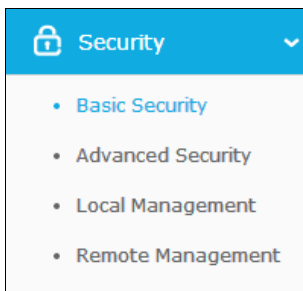 Security
Basic Security
Advanced Security
Local Management
Remote Management